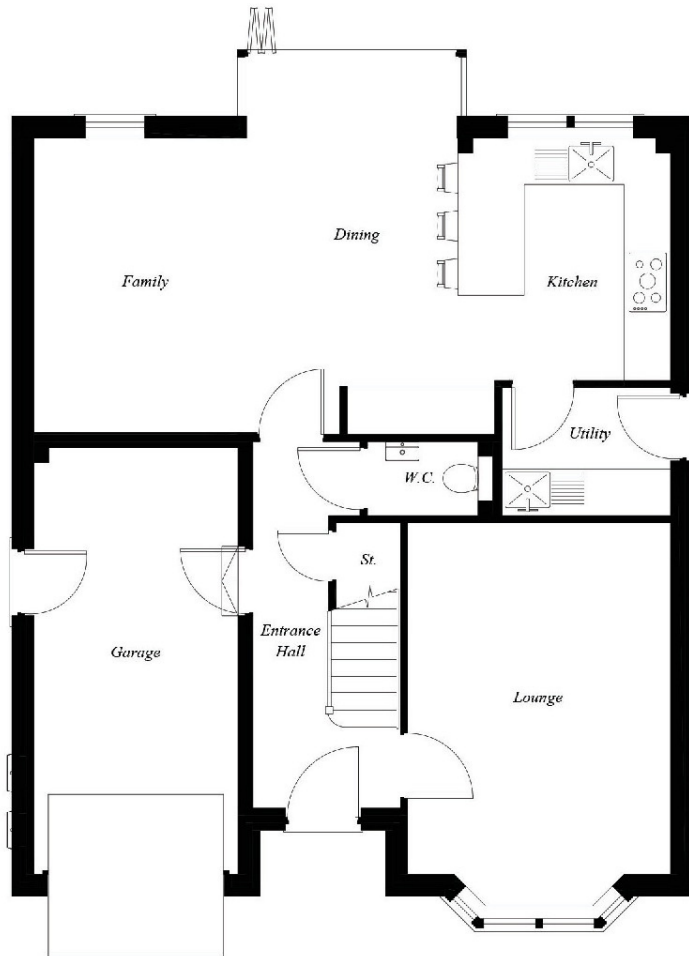 Dining
Family
Kitchen
Utility
W.C.
St.
Entrance
Hall
Garage
Lounge